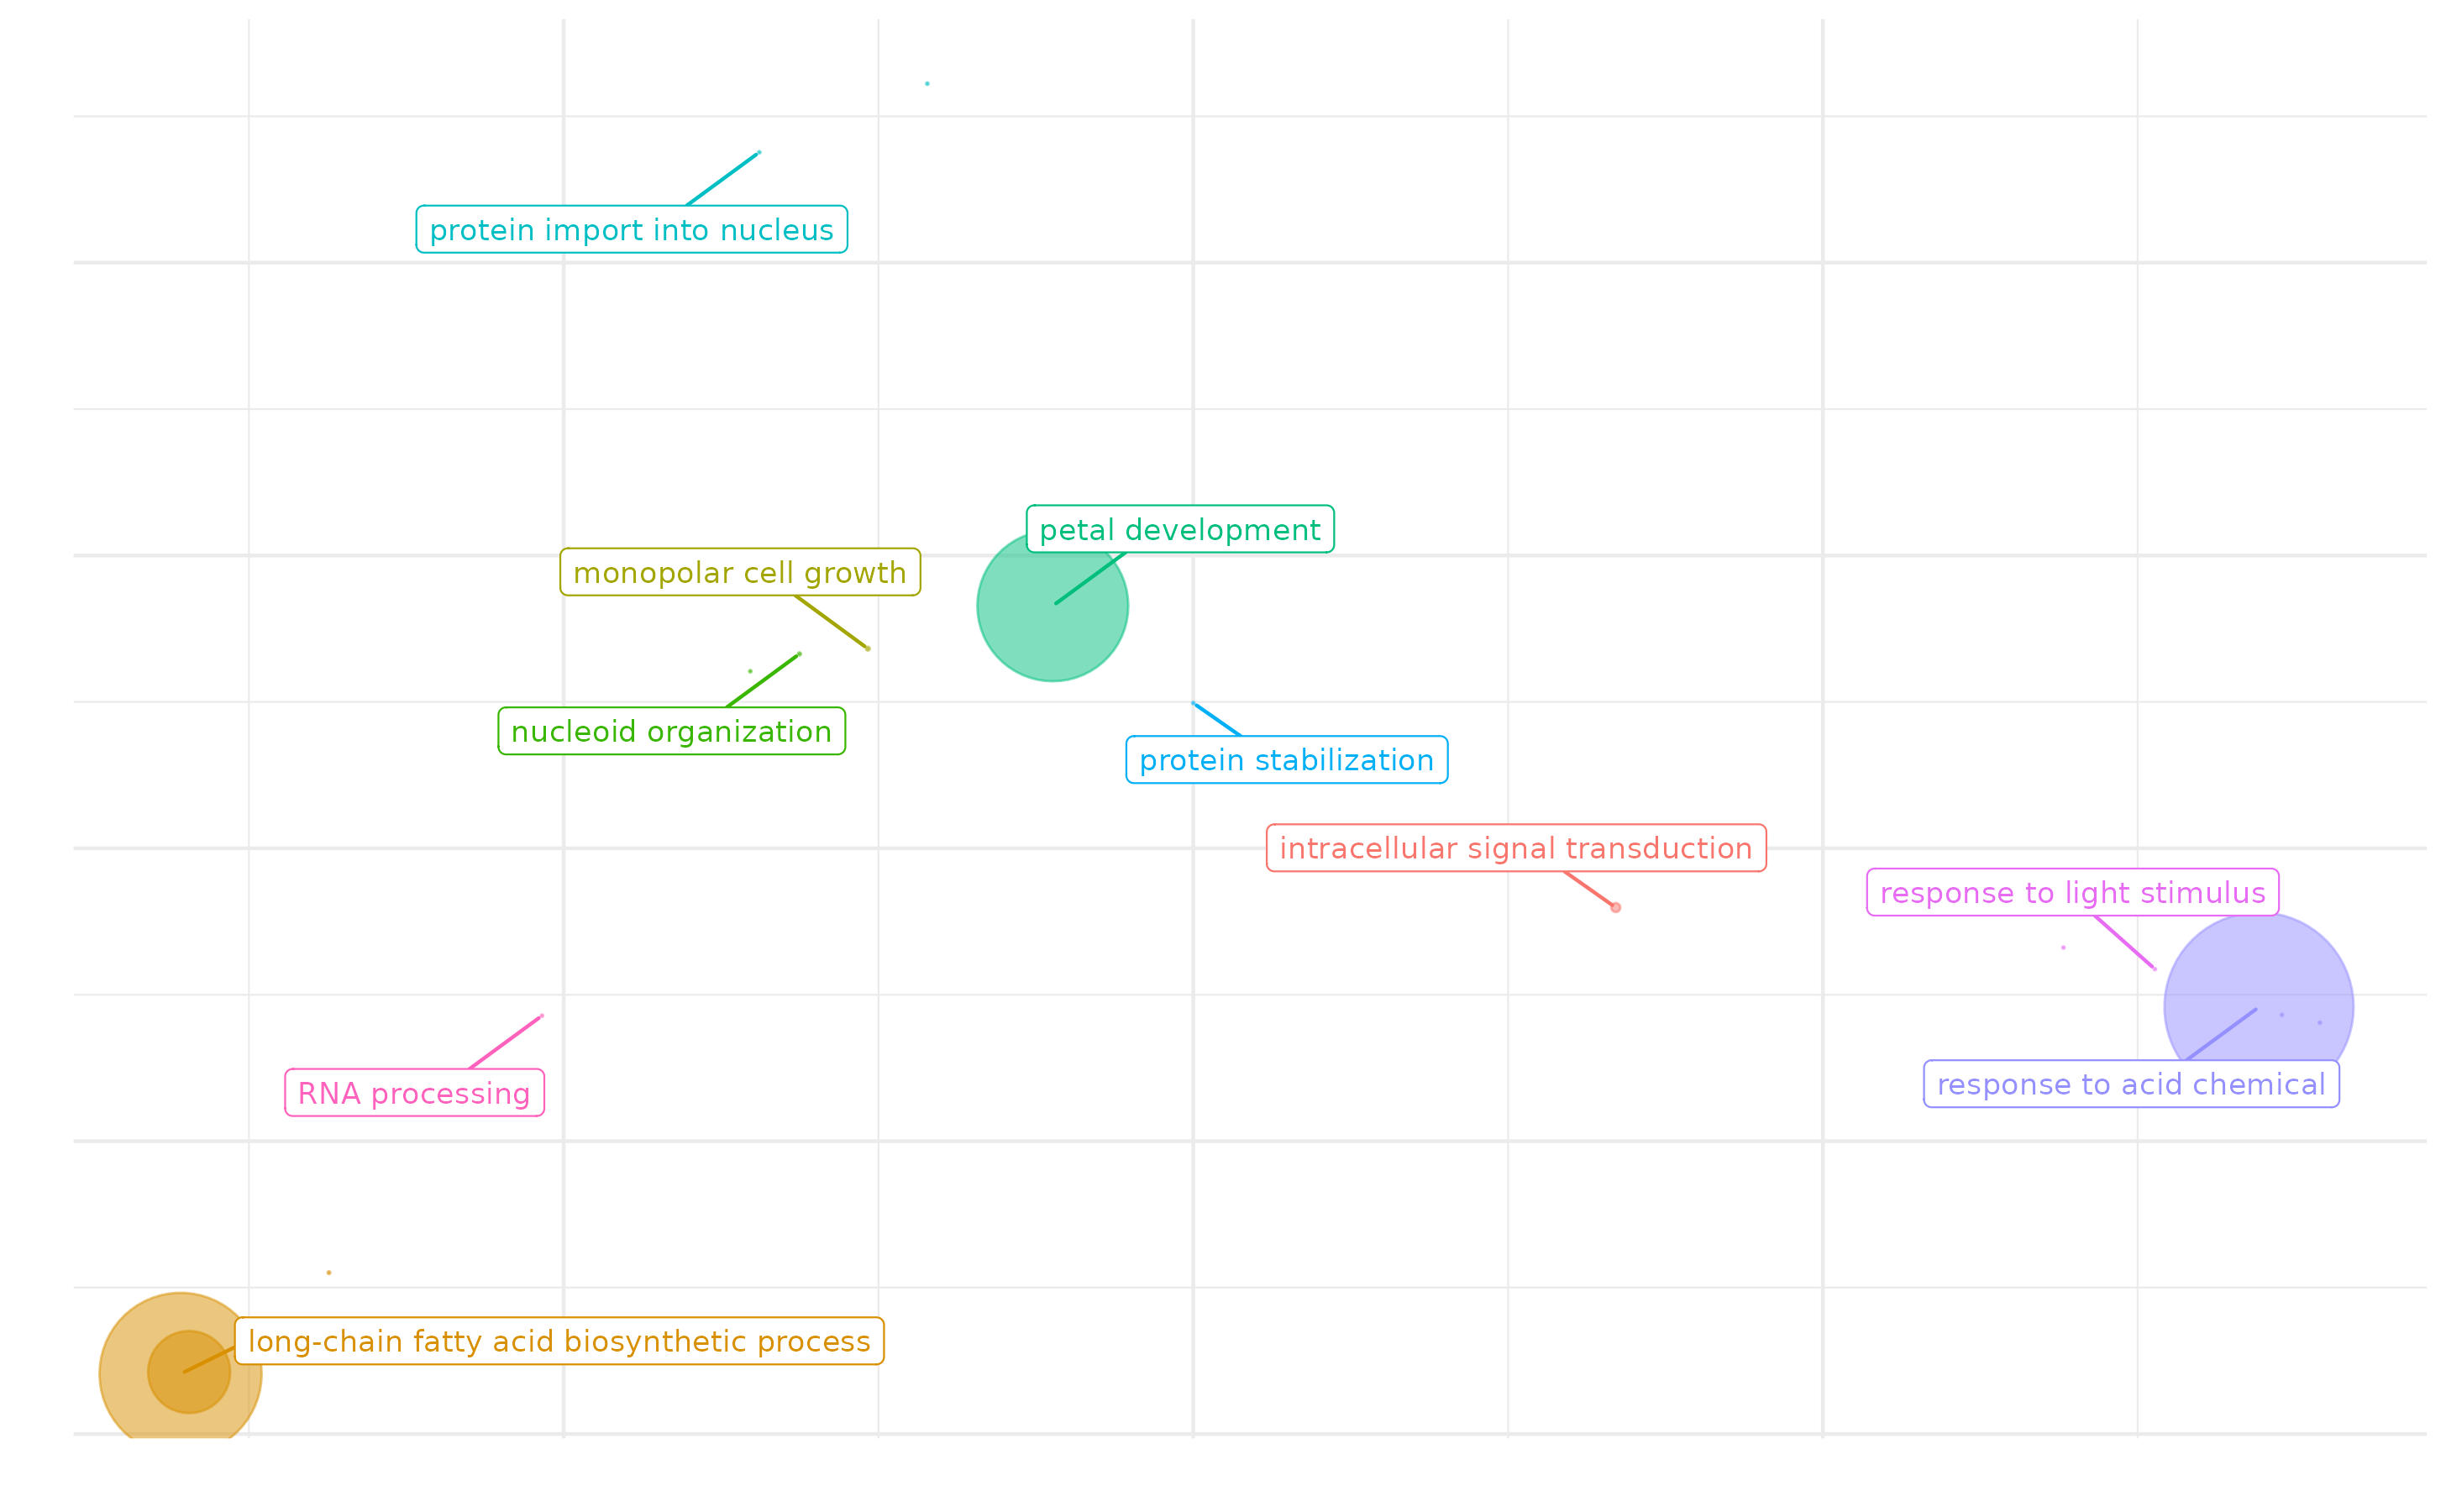 protein import into nucleus
petal development
monopolar cell growth
nucleoid organization
protein stabilization
intracellular signal transduction
response to light stimulus
RNA processing
response to acid chemical
long-chain fatty acid biosynthetic process